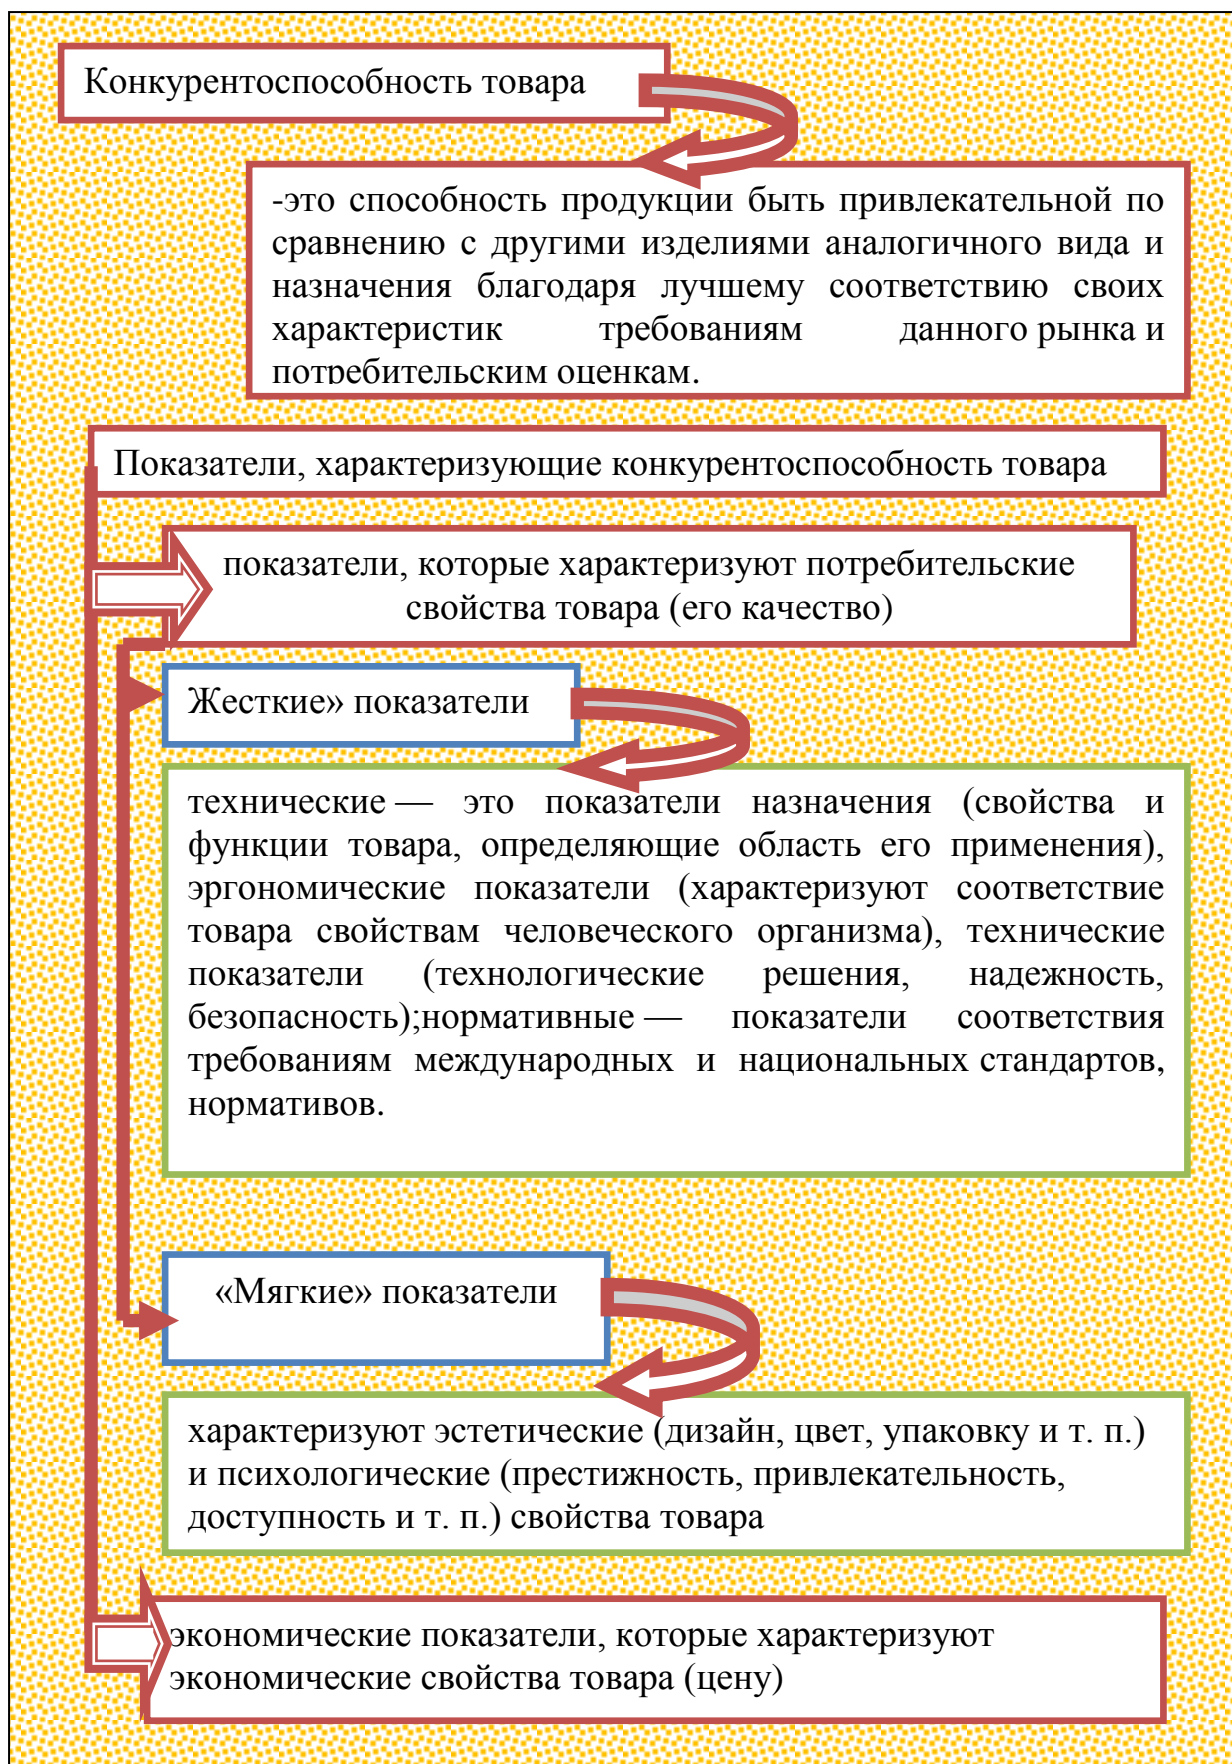 Конкурентоспособность товара
-это способность продукции быть привлекательной по
сравнению с другими изделиями аналогичного вида и
назначения благодаря лучшему соответствию своих
характеристик требованиям данного рынка и
потребительским оценкам.
Показатели, характеризующие конкурентоспособность товара
показатели, которые характеризуют потребительские
свойства товара (его качество)
Жесткие» показатели
технические — это показатели назначения (свойства и
функции товара, определяющие область его применения),
эргономические показатели (характеризуют соответствие
товара свойствам человеческого организма), технические
показатели (технологические решения, надежность,
безопасность);нормативные — показатели соответствия
требованиям международных и национальных стандартов,
нормативов.
«Мягкие» показатели
характеризуют эстетические (дизайн, цвет, упаковку и т. п.)
и психологические (престижность, привлекательность,
доступность и т. п.) свойства товара
экономические показатели, которые характеризуют
экономические свойства товара (цену)